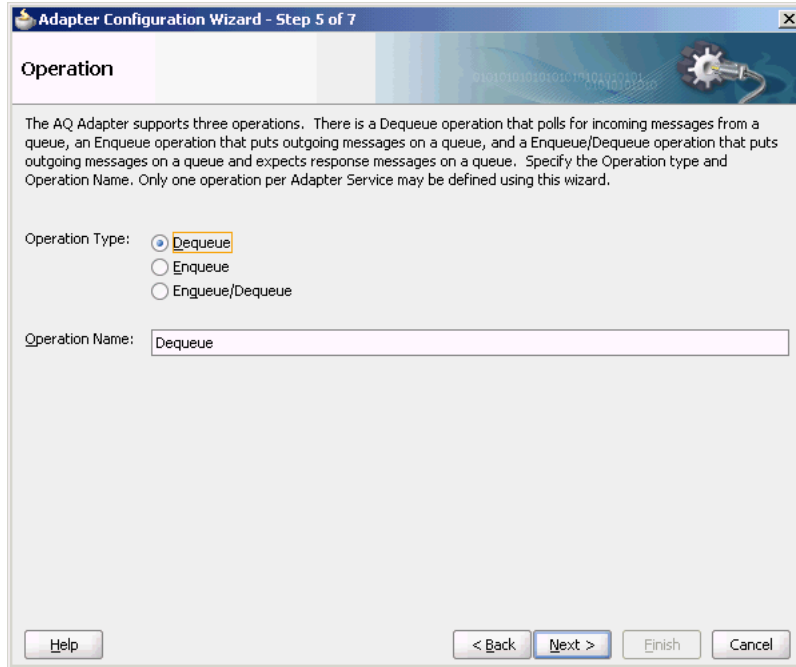 Adapter Configuration Wizard - Step 5 of 7
Operation
The AQ Adapter supports three operations.  There is a Dequeue operation that polls for incoming messages from a
queue, an Enqueue operation that puts outgoing messages on a queue, and a Enqueue/Dequeue operation that puts
outgoing messages on a queue and expects response messages on a queue.  Specify the Operation type and
Operation Name. Only one operation per Adapter Service may be defined using this wizard.
Operation Type:
Dequeue
Enqueue
Enqueue/Dequeue
Operation Name:
Dequeue
Help
< Back
Next >
Finish
Cancel